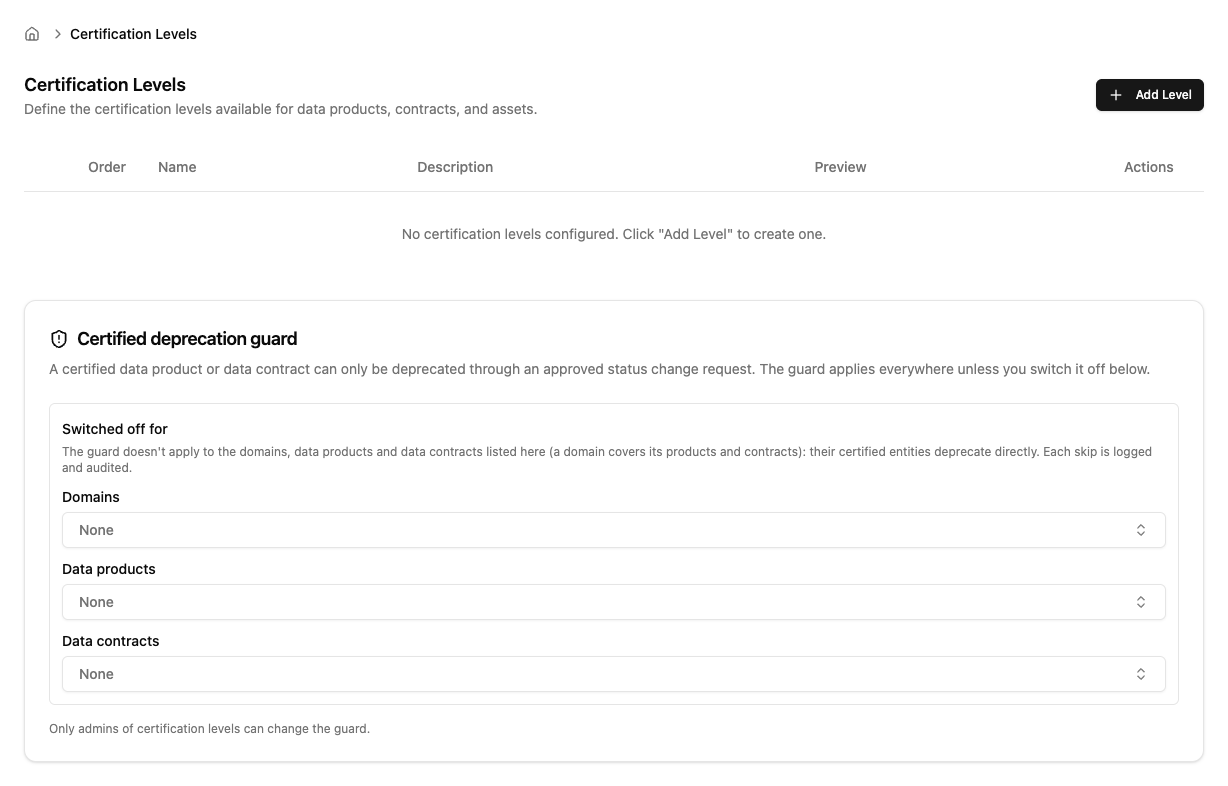 Certification Levels
Certification Levels
Define the certification levels available for data products, contracts, and assets.
Add Level
Order Name Description Preview Actions
No certification levels configured. Click "Add Level" to create one.
Certified deprecation guard
A certified data product or data contract can only be deprecated through an approved status change request. The guard applies everywhere unless you switch it off below.
Switched off for
The guard doesn't apply to the domains, data products and data contracts listed here (a domain covers its products and contracts): their certified entities deprecate directly. Each skip is logged
and audited.
Domains
None
Data products
None
Data contracts
None
Only admins of certification levels can change the guard.